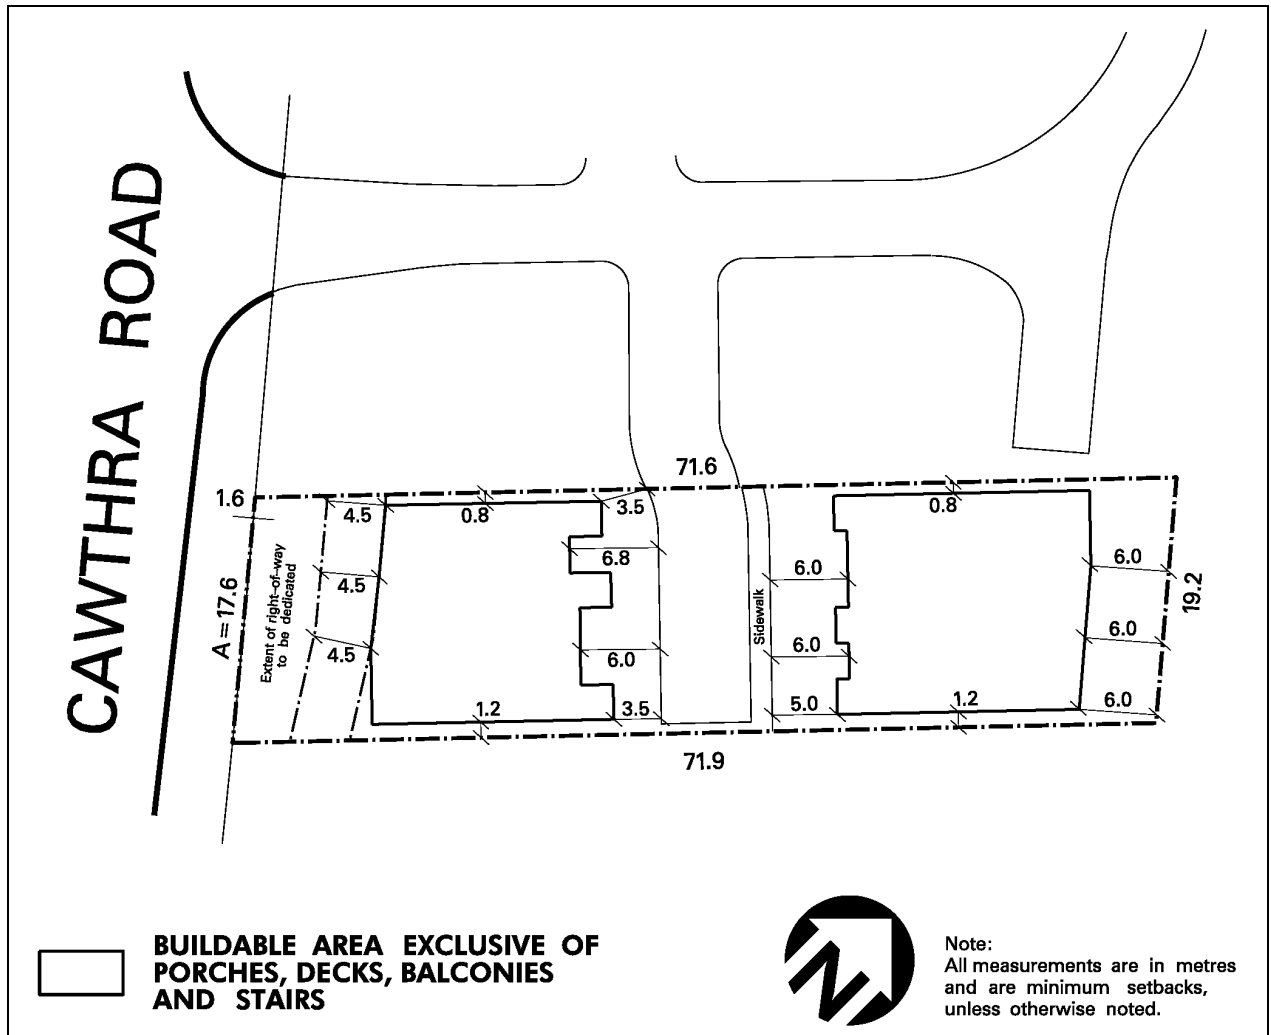 CAWTHRA ROAD
71.6
1.6
4.5
0.8
3.5
0.8
6.8
6.0
6.0
4.5
A = 17.6
Extent of right-of-way
to be dedicated
Sidewalk
19.2
4.5
6.0
6.0
6.0
1.2
3.5
5.0
1.2
6.0
71.9
BUILDABLE AREA EXCLUSIVE OF
PORCHES, DECKS, BALCONIES
AND STAIRS
N
Note:
All measurements are in metres
and are minimum setbacks,
unless otherwise noted.